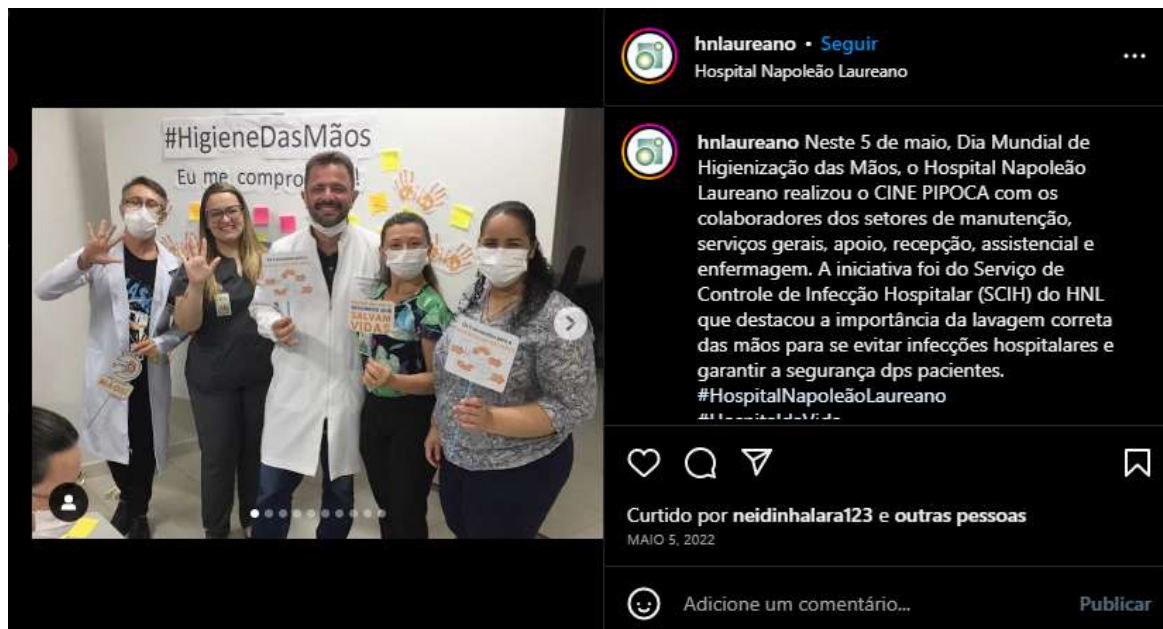 #HigieneDasMãos
Eu me compro
SALVAM
VIDAS
MÃOS
hnlaureano • Seguir
Hospital Napoleão Laureano
hnlaureano Neste 5 de maio, Dia Mundial de
Higienização das Mãos, o Hospital Napoleão
Laureano realizou o CINE PIPOCA com os
colaboradores dos setores de manutenção,
serviços gerais, apoio, recepção, assistencial e
enfermagem. A iniciativa foi do Serviço de
Controle de Infecção Hospitalar (SCIH) do HNL
que destacou a importância da lavagem correta
das mãos para se evitar infecções hospitalares e
garantir a segurança dps pacientes.
#HospitalNapoleãoLaureano
Curtido por neidinhalara123 e outras pessoas
MAIO 5, 2022
Adicione um comentário...
Publicar